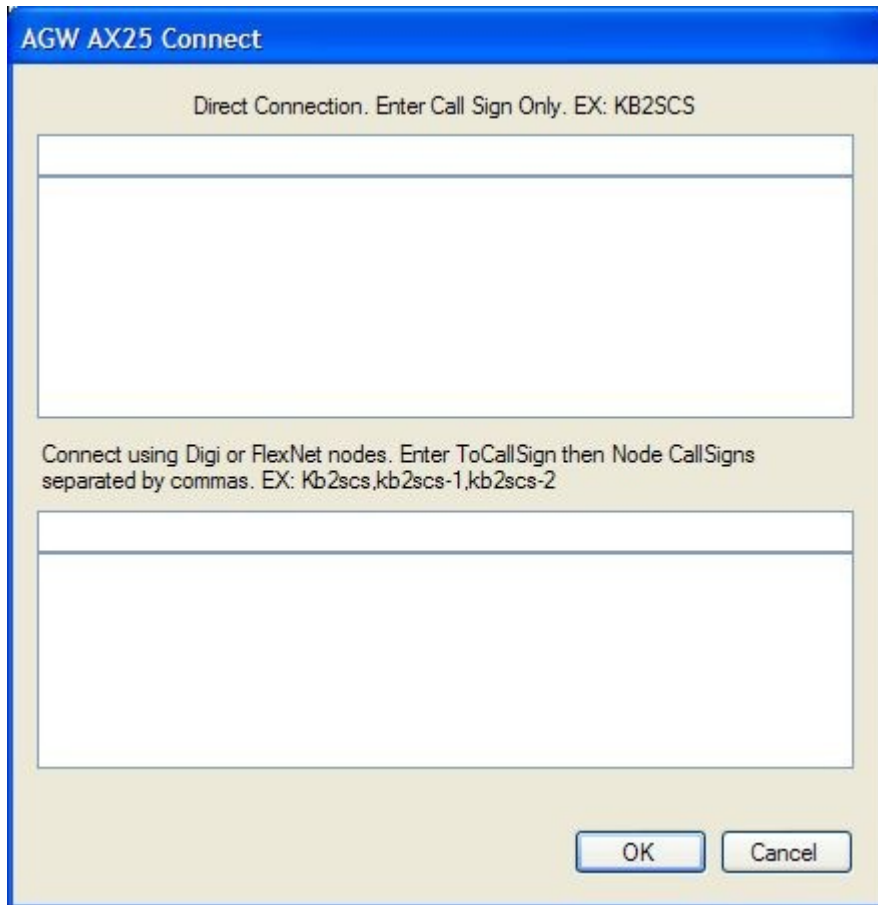 AGW AX25 Connect
Direct Connection. Enter Call Sign Only. EX: KB2SCS
Connect using Digi or FlexNet nodes. Enter ToCallSign then Node CallSigns
separated by commas. EX: Kb2scs,kb2scs-1,kb2scs-2
OK
Cancel